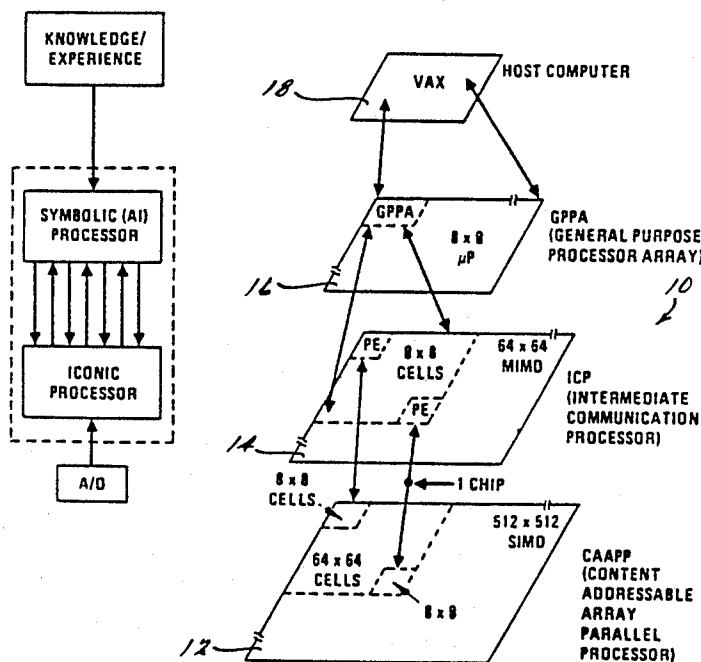 KNOWLEDGE/
EXPERIENCE
SYMBOLIC (AI)
PROCESSOR
ICONIC
PROCESSOR
A/D
18
VAX
HOST COMPUTER
GPPA
8 x 8
µP
GPPA
(GENERAL PURPOSE
PROCESSOR ARRAY)
16
10
PE
8 x 8
CELLS
64 x 64
MIMD
PE
ICP
(INTERMEDIATE
COMMUNICATION
PROCESSOR)
14
8 x 8
CELLS
1 CHIP
512 x 512
SIMD
64 x 64
CELLS
8 x 8
CAAPP
(CONTENT
ADDRESSABLE
ARRAY
PARALLEL
PROCESSOR)
12